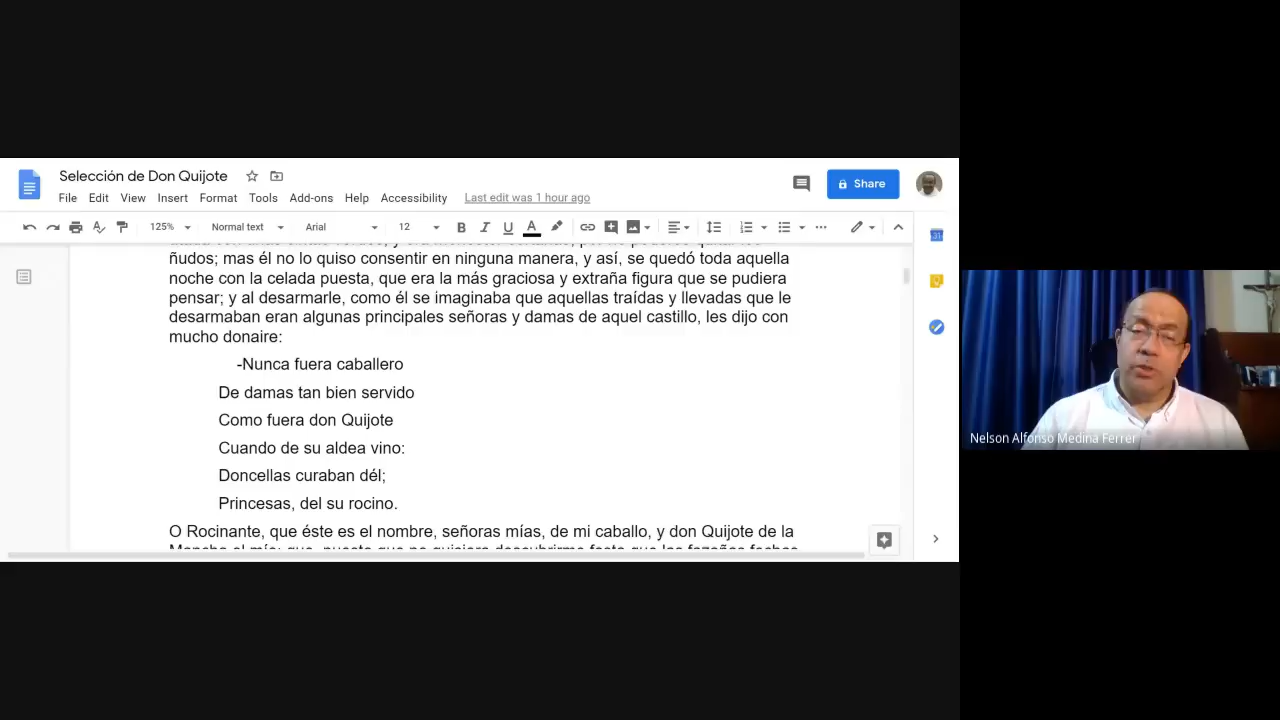 Selección de Don Quijote
File Edit View Insert Format Tools Add-ons Help Accessibility Last edit was 1 hour ago
Share
125% Normal text Arial 12 B I U A
31
ñudos; mas él no lo quiso consentir en ninguna manera, y así, se quedó toda aquella
noche con la celada puesta, que era la más graciosa y extraña figura que se pudiera
pensar; y al desarmarle, como él se imaginaba que aquellas traídas y llevadas que le
desarmaban eran algunas principales señoras y damas de aquel castillo, les dijo con
mucho donaire:
-Nunca fuera caballero
De damas tan bien servido
Como fuera don Quijote
Cuando de su aldea vino:
Doncellas curaban dél;
Princesas, del su rocino.
O Rocinante, que éste es el nombre, señoras mías, de mi caballo, y don Quijote de la
Nelson Alfonso Medina Ferrer